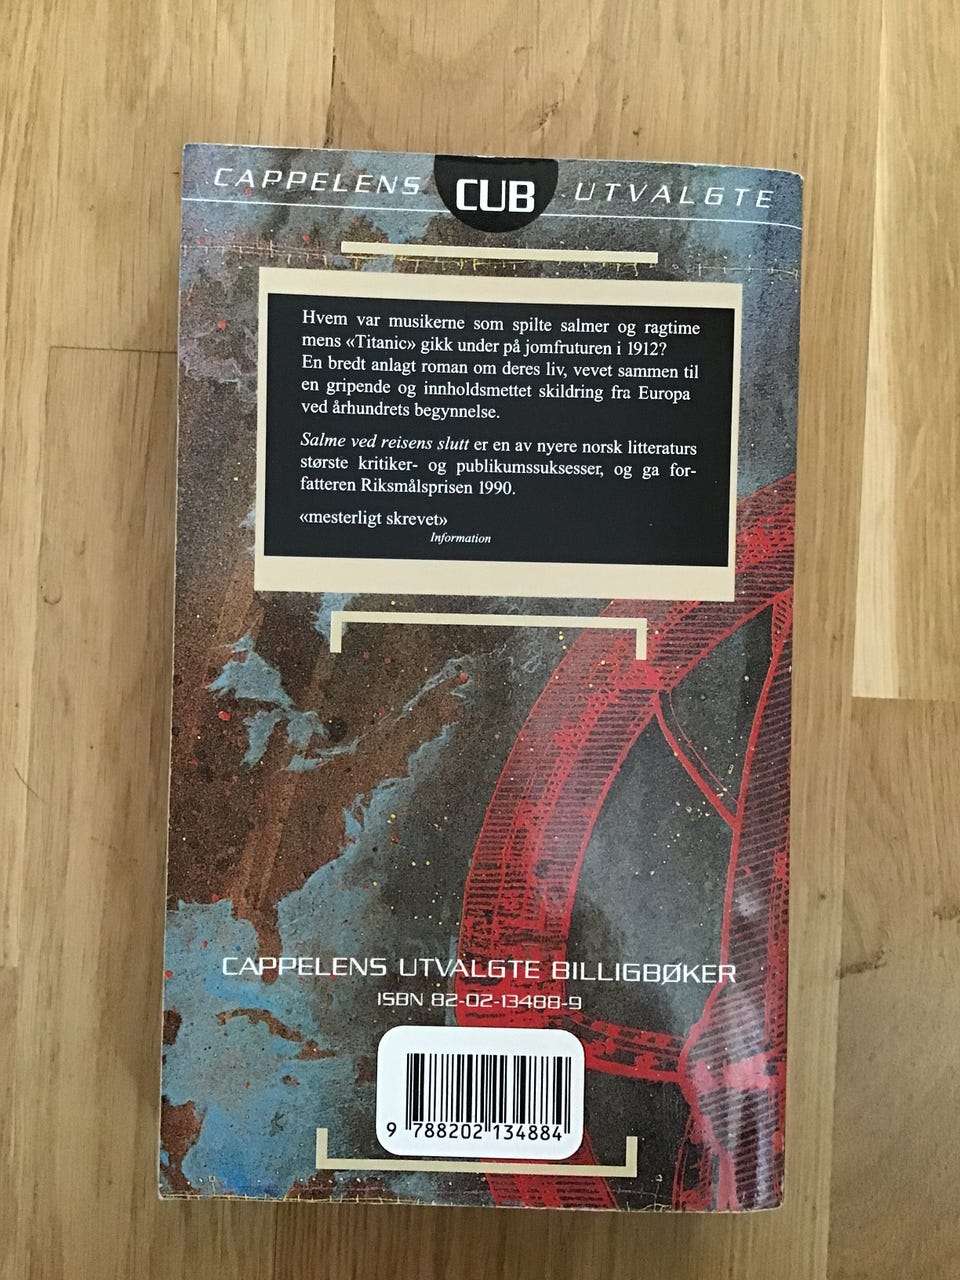 CAPPELENS CUB UTVALGTE
Hvem var musikerne som spilte salmer og ragtime
mens «Titanic» gikk under på jomfruturen i 1912?
En bredt anlagt roman om deres liv, vevet sammen til
en gripende og innholdsmettet skildring fra Europa
ved århundrets begynnelse.
Salme ved reisens slutt er en av nyere norsk litteraturs
største kritiker- og publikumssuksesser, og ga for-
fatteren Riksmålsprisen 1990.
«mesterligt skrevet»
Information
CAPPELENS UTVALGTE BILLIGBØKER
ISBN 82-02-13488-9
9 788202 134884